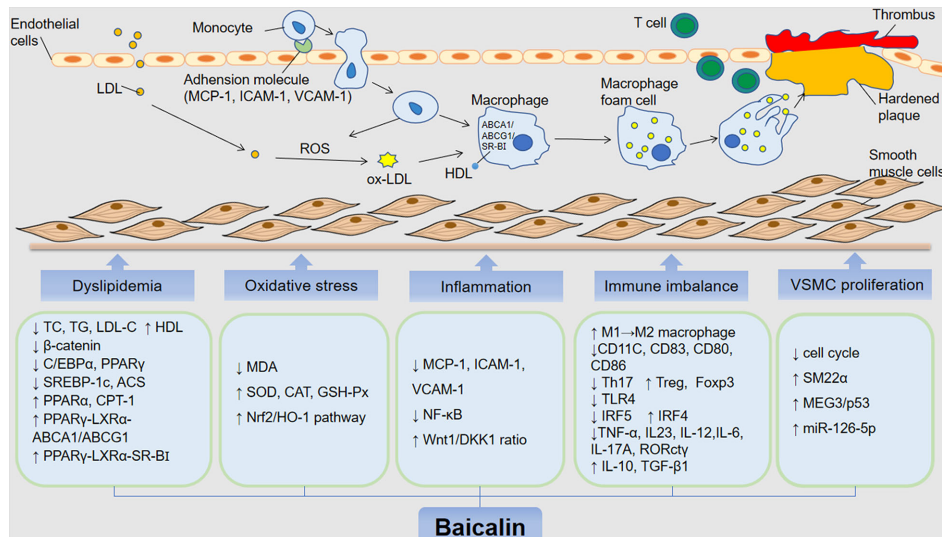 Endothelial
cells
LDL
Monocyte
Adhension molecule
(MCP-1, ICAM-1, VCAM-1)
T cell
Thrombus
Hardened
plaque
ROS
ox-LDL
Macrophage
ABCA1/
ABCG1/
SR-BI
HDL
Macrophage
foam cell
Smooth
muscle cells
Dyslipidemia
Oxidative stress
Inflammation
Immune imbalance
VSMC proliferation
↓ TC, TG, LDL-C ↑ HDL
↓ β-catenin
↓ C/EBPα, PPARγ
↓ SREBP-1c, ACS
↑ PPARα, CPT-1
↑ PPARγ-LXRα-
ABCA1/ABCG1
↑ PPARγ-LXRα-SR-BI
↓ MDA
↑ SOD, CAT, GSH-Px
↑ Nrf2/HO-1 pathway
↓ MCP-1, ICAM-1,
VCAM-1
↓ NF-κB
↑ Wnt1/DKK1 ratio
↑ M1→M2 macrophage
↓CD11C, CD83, CD80,
CD86
↓ Th17 ↑ Treg, Foxp3
↓ TLR4
↓ IRF5 ↑ IRF4
↓TNF-α, IL23, IL-12,IL-6,
IL-17A, RORctγ
↑ IL-10, TGF-β1
↓ cell cycle
↑ SM22α
↑ MEG3/p53
↑ miR-126-5p
Baicalin